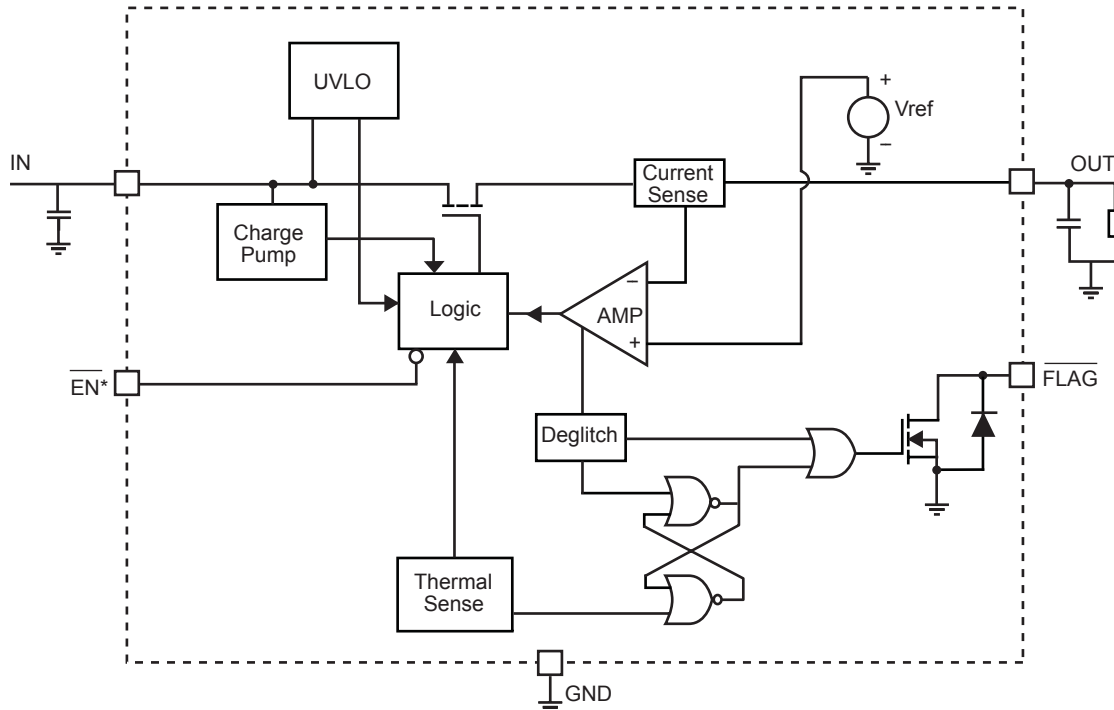 UVLO
+
Vref
−
IN
OUT
Current
Sense
Charge
Pump
Logic
−
AMP
+
EN*
FLAG
Deglitch
Thermal
Sense
GND